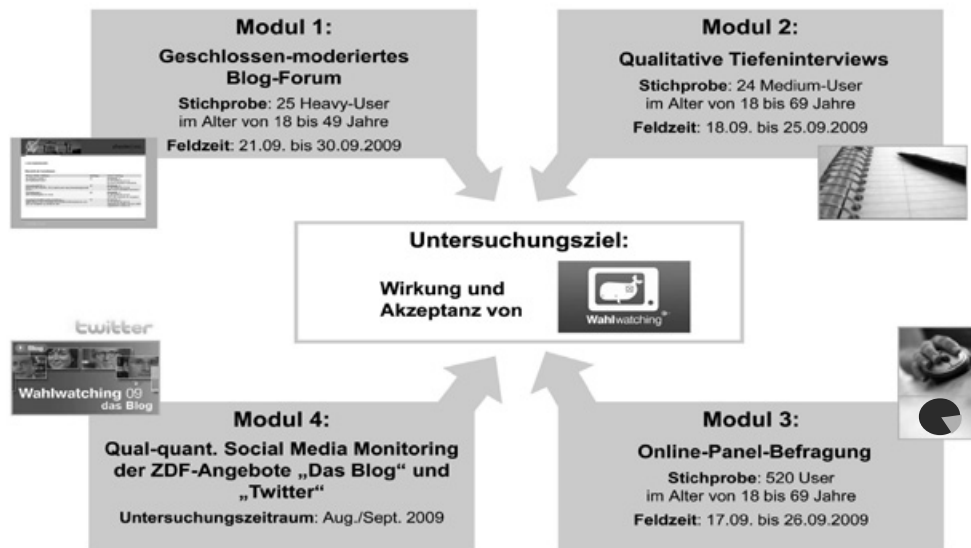 Modul 1:
Geschlossen-moderiertes
Blog-Forum
Stichprobe: 25 Heavy-User
im Alter von 18 bis 49 Jahre
Feldzeit: 21.09. bis 30.09.2009
Modul 2:
Qualitative Tiefeninterviews
Stichprobe: 24 Medium-User
im Alter von 18 bis 69 Jahre
Feldzeit: 18.09. bis 25.09.2009
Untersuchungsziel:
Wirkung und
Akzeptanz von
Wahlwatching
twitter
Blog
Wahlwatching 09
das Blog
Modul 4:
Qual-quant. Social Media Monitoring
der ZDF-Angebote „Das Blog“ und
„Twitter“
Untersuchungszeitraum: Aug./Sept. 2009
Modul 3:
Online-Panel-Befragung
Stichprobe: 520 User
im Alter von 18 bis 69 Jahre
Feldzeit: 17.09. bis 26.09.2009